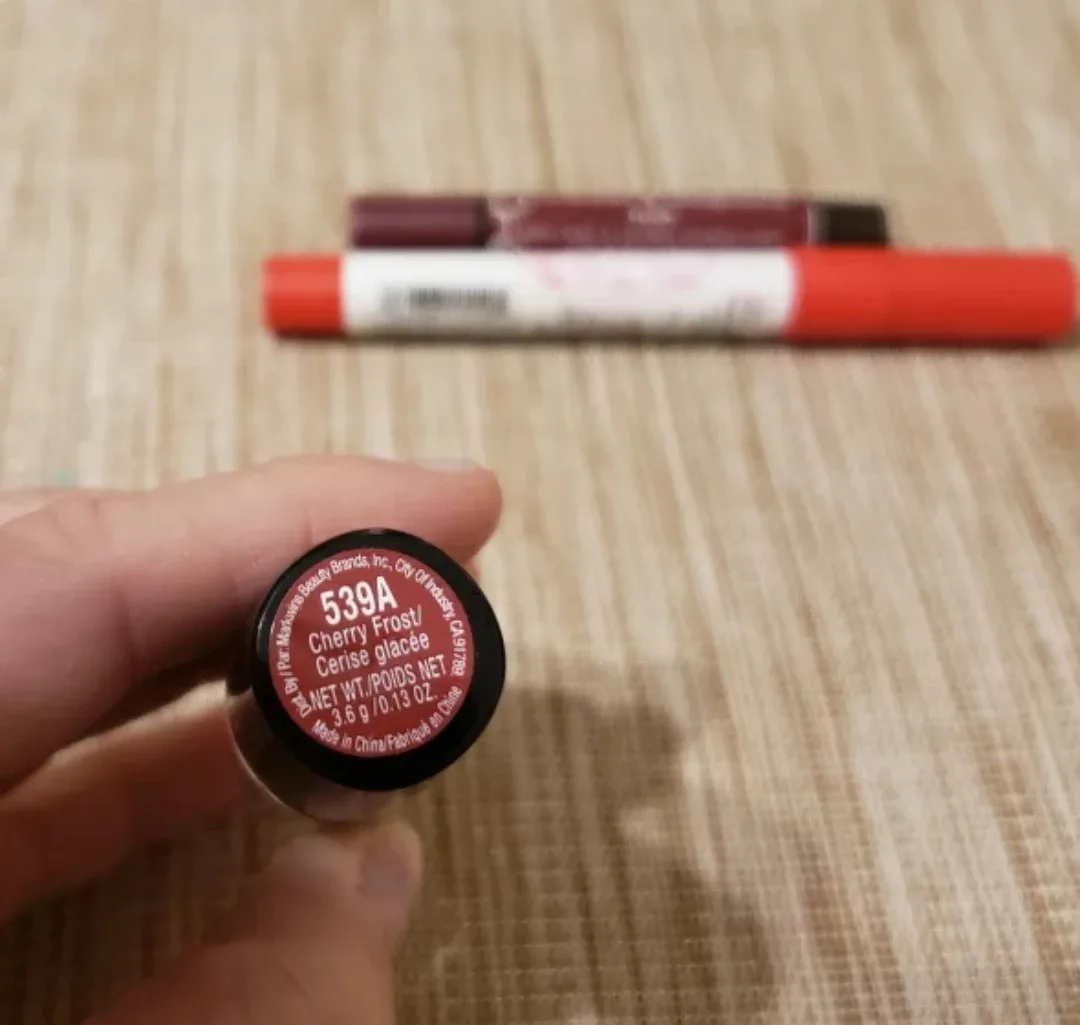 Dist. By/Par: Markwins Beauty Brands, Inc., City Of Industry, CA 91789
539A
Cherry Frost/
Cerise glacée
NET WT./POIDS NET
3.6 g /0.13 OZ.
Made in China/Fabriqué en Chine